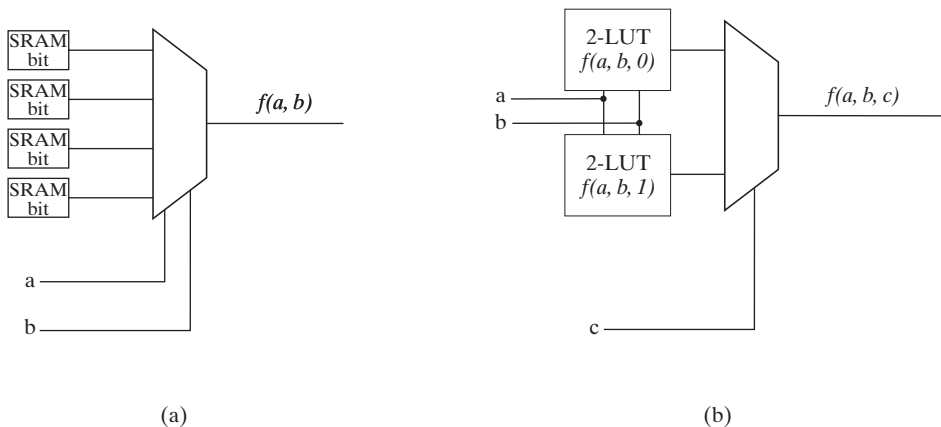 SRAM
bit
SRAM
bit
SRAM
bit
SRAM
bit
f(a, b)
a
b
(a)
2-LUT
f(a, b, 0)
a
b
2-LUT
f(a, b, 1)
f(a, b, c)
c
(b)